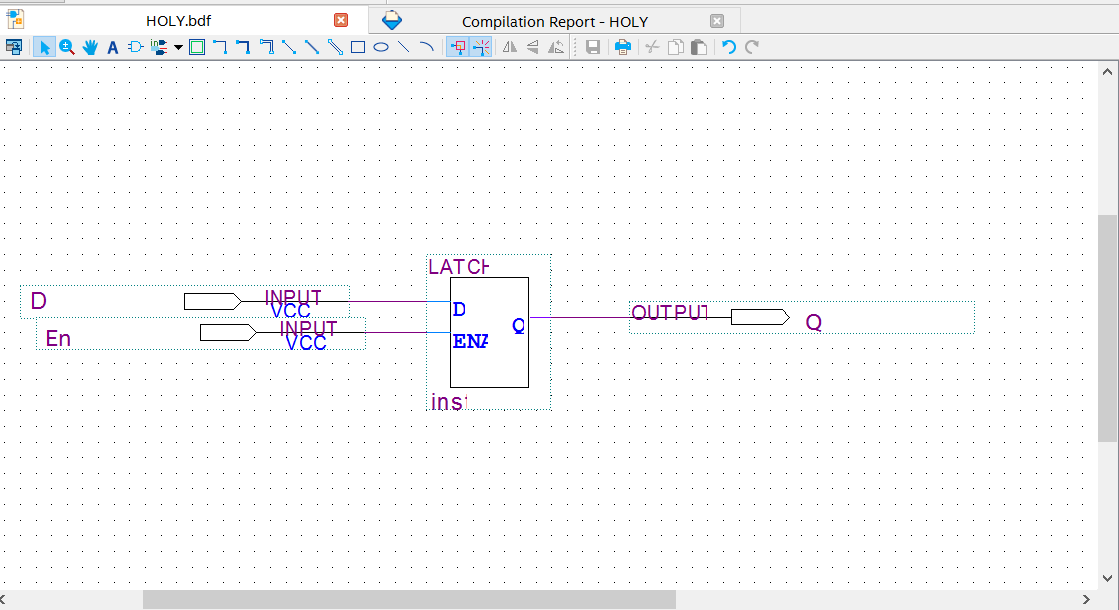 HOLY.bdf
Compilation Report - HOLY
LATCH
D
INPUT
VCC
D
OUTPUT
En
INPUT
VCC
ENA
Q
Q
inst